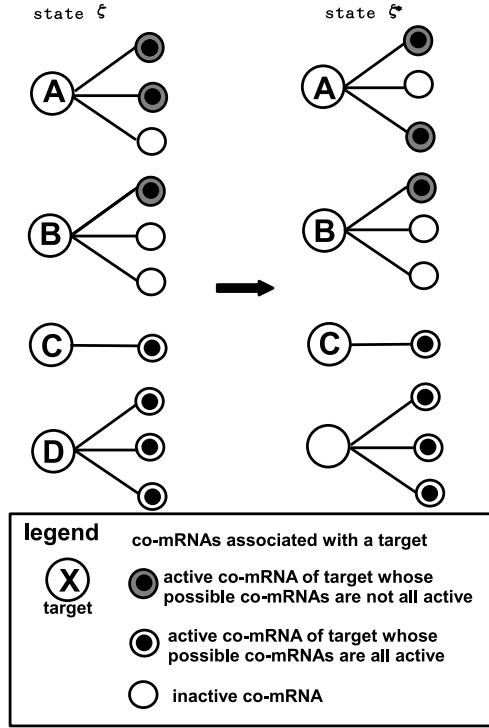 state ξ
state ξ*
A
A
B
B
C
C
D
legend
co-mRNAs associated with a target
X
target
active co-mRNA of target whose
possible co-mRNAs are not all active
active co-mRNA of target whose
possible co-mRNAs are all active
inactive co-mRNA